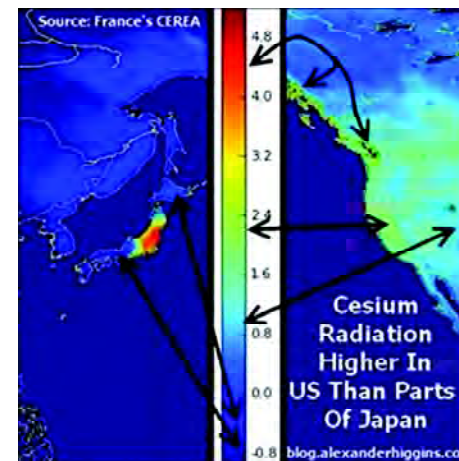 Source: France's CEREA
4.8
4.0
3.2
2.4
1.6
0.8
0.0
-0.8
Cesium
Radiation
Higher In
US Than Parts
Of Japan
blog.alexanderhiggins.co